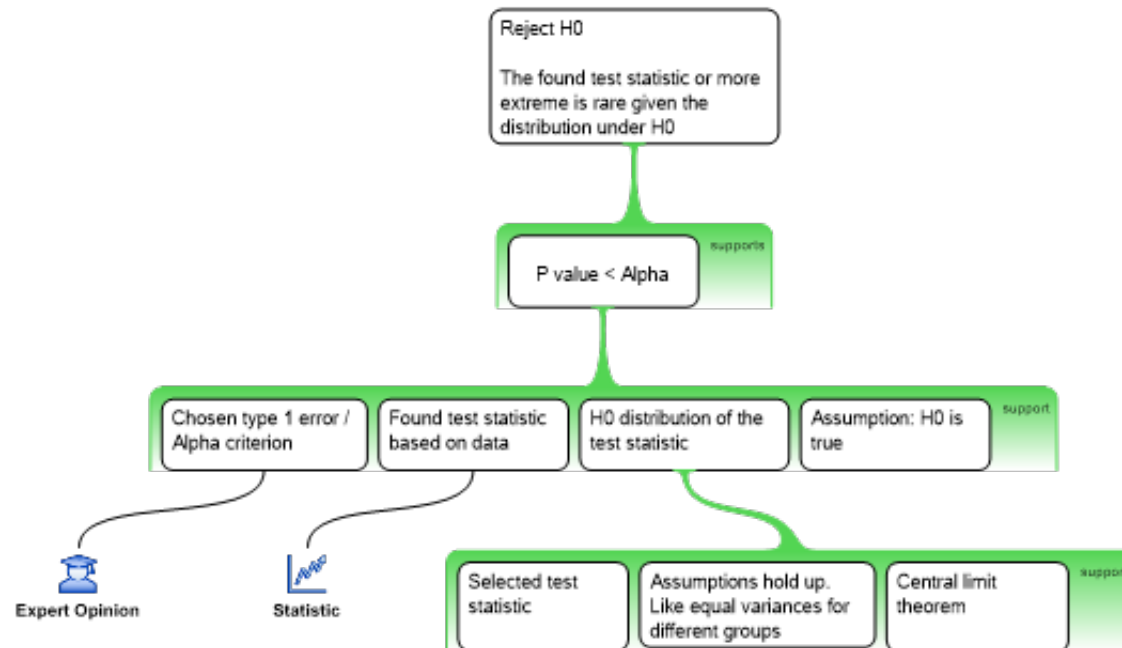 Reject H0
The found test statistic or more
extreme is rare given the
distribution under H0
supports
P value < Alpha
Chosen type 1 error /
Alpha criterion
Found test statistic
based on data
H0 distribution of the
test statistic
Assumption: H0 is
true
support
Expert Opinion
Statistic
Selected test
statistic
Assumptions hold up.
Like equal variances for
different groups
Central limit
theorem
support